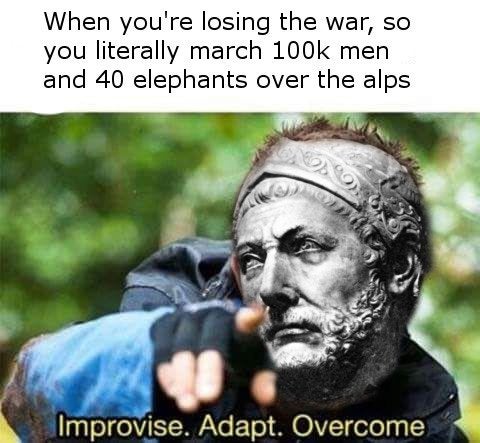 When you're losing the war, so
you literally march 100k men
and 40 elephants over the alps
Improvise. Adapt. Overcome